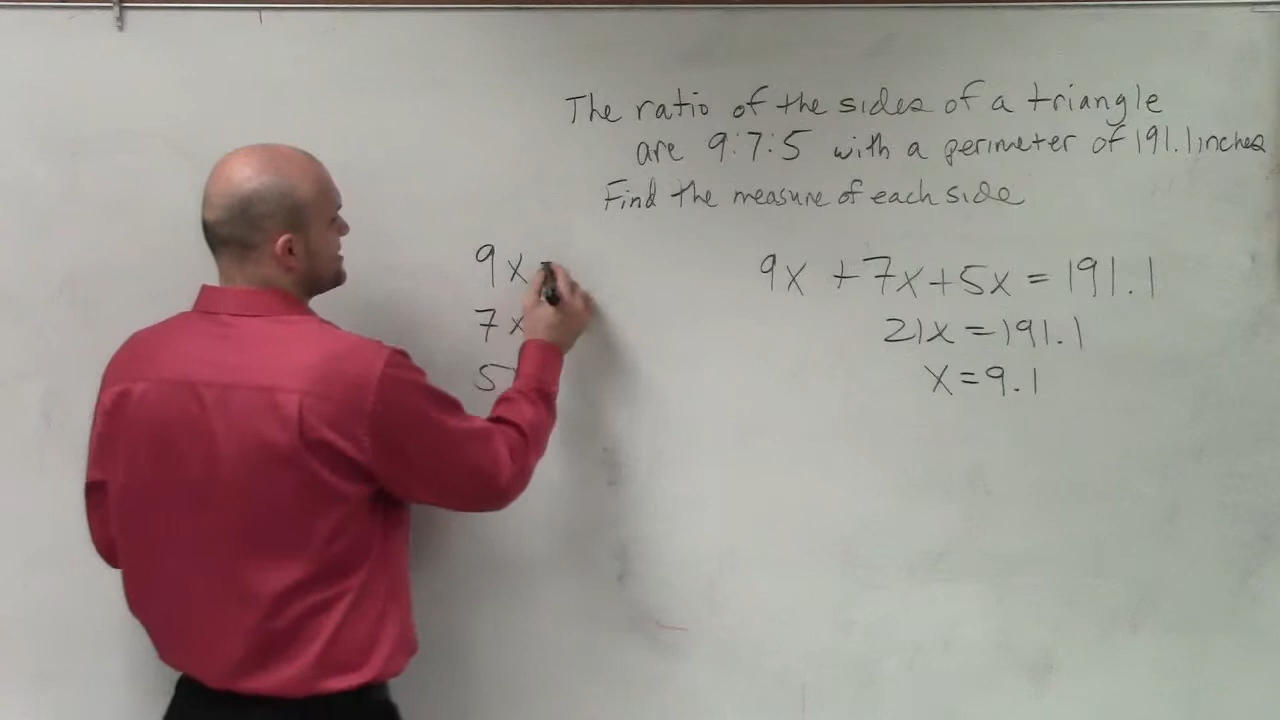 The ratio of the sides of a triangle
are 9:7:5 with a perimeter of 191.1 inches
Find the measure of each side
9x
7x
5
9x + 7x + 5x = 191.1
21x = 191.1
x = 9.1